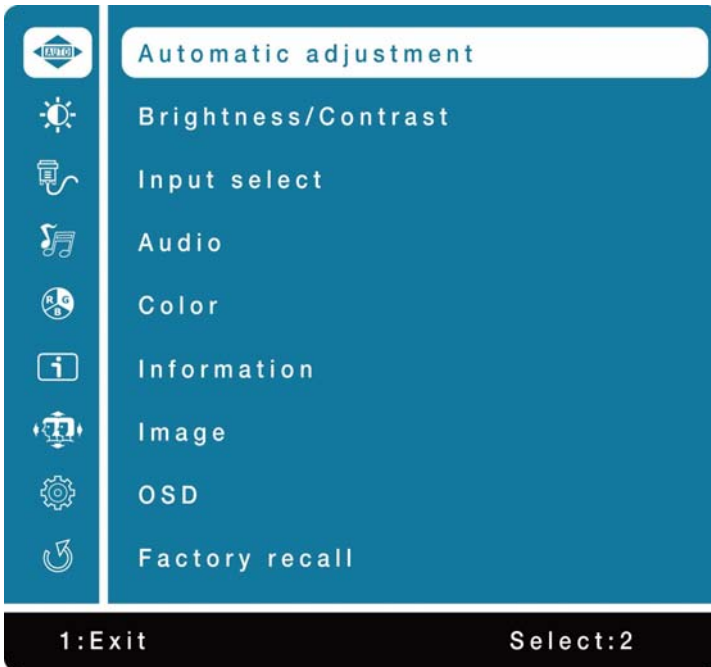 AUTO
Automatic adjustment
Brightness/Contrast
Input select
Audio
R G
B
Color
i
Information
Image
OSD
Factory recall
1:Exit Select:2